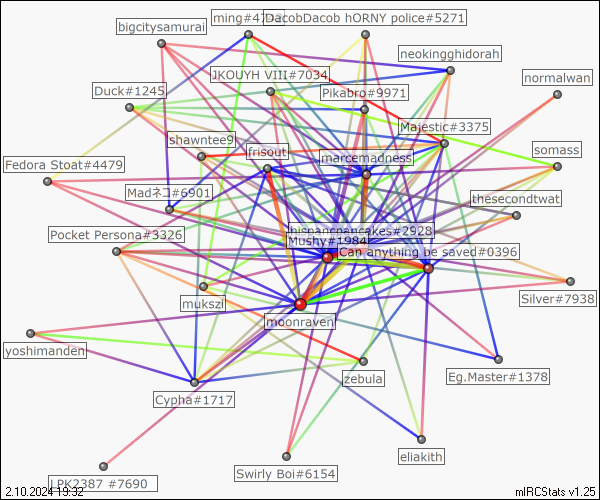 ming#47
DacobDacob hORNY police#5271
bigcitysamurai
neokingghidorah
JKOUYH VIII#7034
normalwan
Duck#1245
Pikabro#9971
Majestic#3375
shawntee9
frisout
marcemadness
somass
Fedora Stoat#4479
Madネコ#6901
thesecondtwat
Pocket Persona#3326
hispancpancakes#2928
Mushy#1984
Can anything be saved#0396
mukszi
Silver#7938
moonraven
yoshimanden
zebula
Eg.Master#1378
Cypha#1717
eliakith
Swirly Boi#6154
LPK2387 #7690
2.10.2024 19:32
mIRCStats v1.25